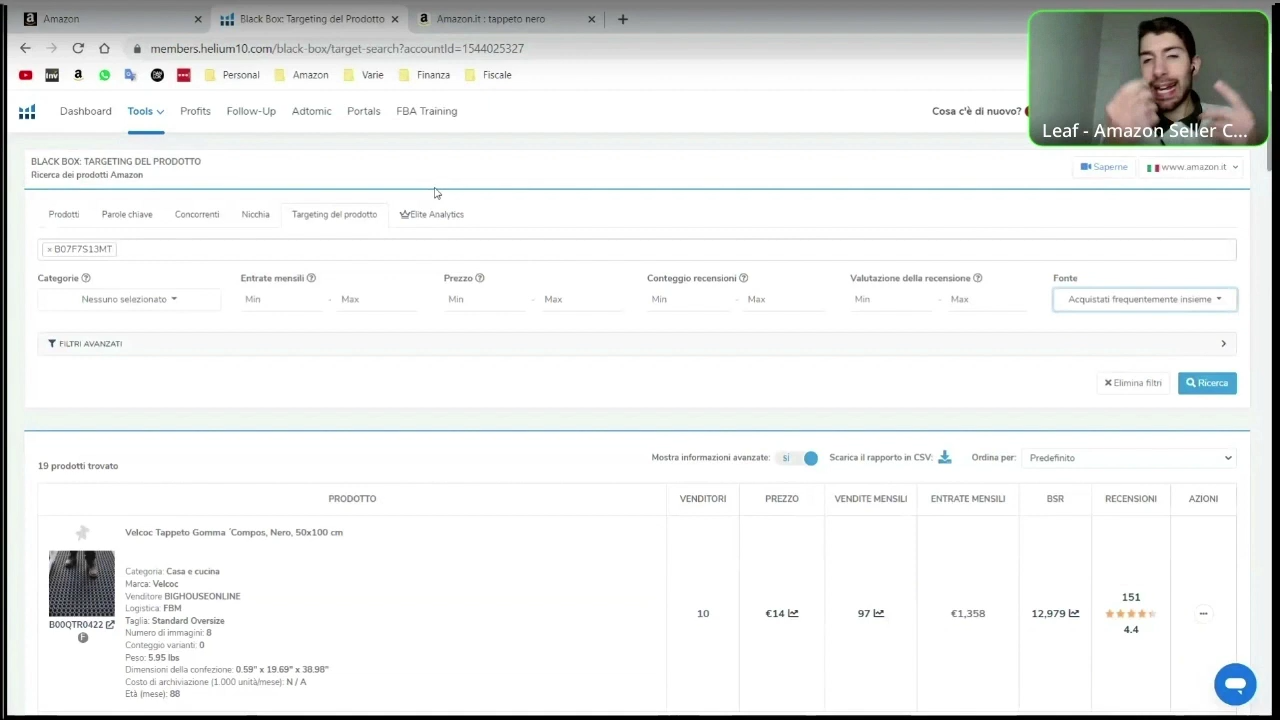 Amazon
Black Box: Targeting del Prodotto
Amazon.it : tappeto nero
members.helium10.com/black-box/target-search?accountId=1544025327
Personal
Amazon
Varie
Finanza
Fiscale
Dashboard
Tools
Profits
Follow-Up
Adtomic
Portals
FBA Training
Cosa c'è di nuovo?
Leaf - Amazon Seller C...
BLACK BOX: TARGETING DEL PRODOTTO
Ricerca dei prodotti Amazon
Saperne
www.amazon.it
Prodotti
Parole chiave
Concorrenti
Nicchia
Targeting del prodotto
Elite Analytics
× B07F7S13MT
Categorie
Entrate mensili
Prezzo
Conteggio recensioni
Valutazione della recensione
Fonte
Nessuno selezionato
Min - Max
Min - Max
Min - Max
Min - Max
Acquistati frequentemente insieme
FILTRI AVANZATI
Elimina filtri
Ricerca
19 prodotti trovato
Mostra informazioni avanzate:
si
Scarica il rapporto in CSV:
Ordina per:
Predefinito
PRODOTTO
VENDITORI
PREZZO
VENDITE MENSILI
ENTRATE MENSILI
BSR
RECENSIONI
AZIONI
Velcoc Tappeto Gomma ´Compos, Nero, 50x100 cm
Categoria: Casa e cucina
Marca: Velcoc
Venditore BIGHOUSEONLINE
Logistica: FBM
Taglia: Standard Oversize
Numero di immagini: 8
Conteggio varianti: 0
Peso: 5.95 lbs
Dimensioni della confezione: 0.59" x 19.69" x 38.98"
Costo di archiviazione (1.000 unità/mese): N / A
Età (mese): 88
B00QTR0422
F
10
€14
97
€1,358
12,979
151
4.4